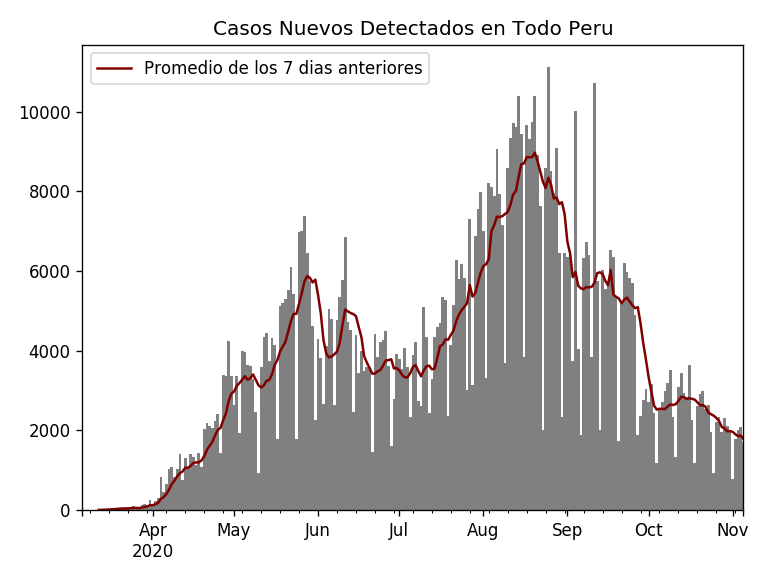 Casos Nuevos Detectados en Todo Peru
Promedio de los 7 dias anteriores
10000
8000
6000
4000
2000
0
Apr May Jun Jul Aug Sep Oct Nov
2020